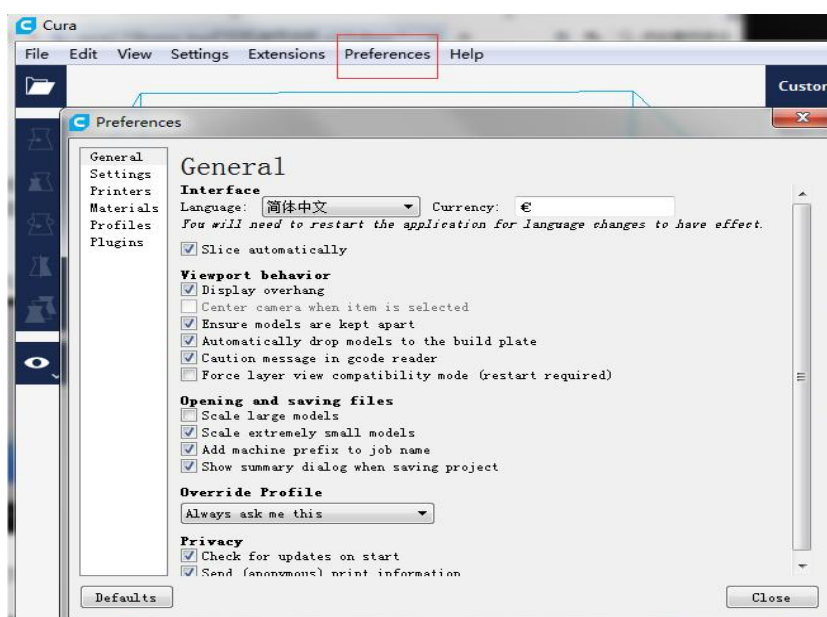 Cura
File Edit View Settings Extensions Preferences Help
Custom
Preferences
General
Settings
Printers
Materials
Profiles
Plugins
General
Interface
Language: 简体中文 Currency: €
You will need to restart the application for language changes to have effect.
Slice automatically
Viewport behavior
Display overhang
Center camera when item is selected
Ensure models are kept apart
Automatically drop models to the build plate
Caution message in gcode reader
Force layer view compatibility mode (restart required)
Opening and saving files
Scale large models
Scale extremely small models
Add machine prefix to job name
Show summary dialog when saving project
Override Profile
Always ask me this
Privacy
Check for updates on start
Send (anonymous) print information
Defaults Close